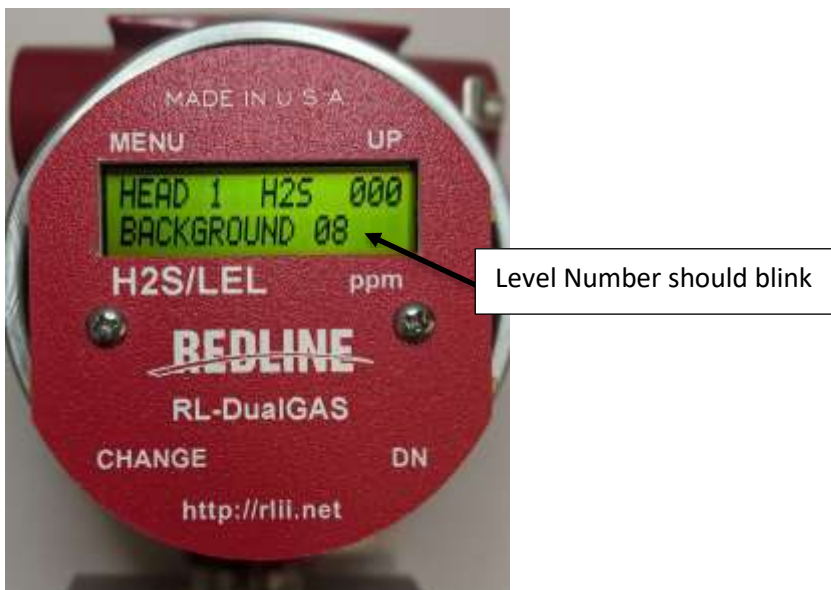 MADE IN U S A
MENU UP
HEAD 1 H2S 000
BACKGROUND 08
Level Number should blink
H2S/LEL ppm
REDLINE
RL-DualGAS
CHANGE DN
http://rlii.net